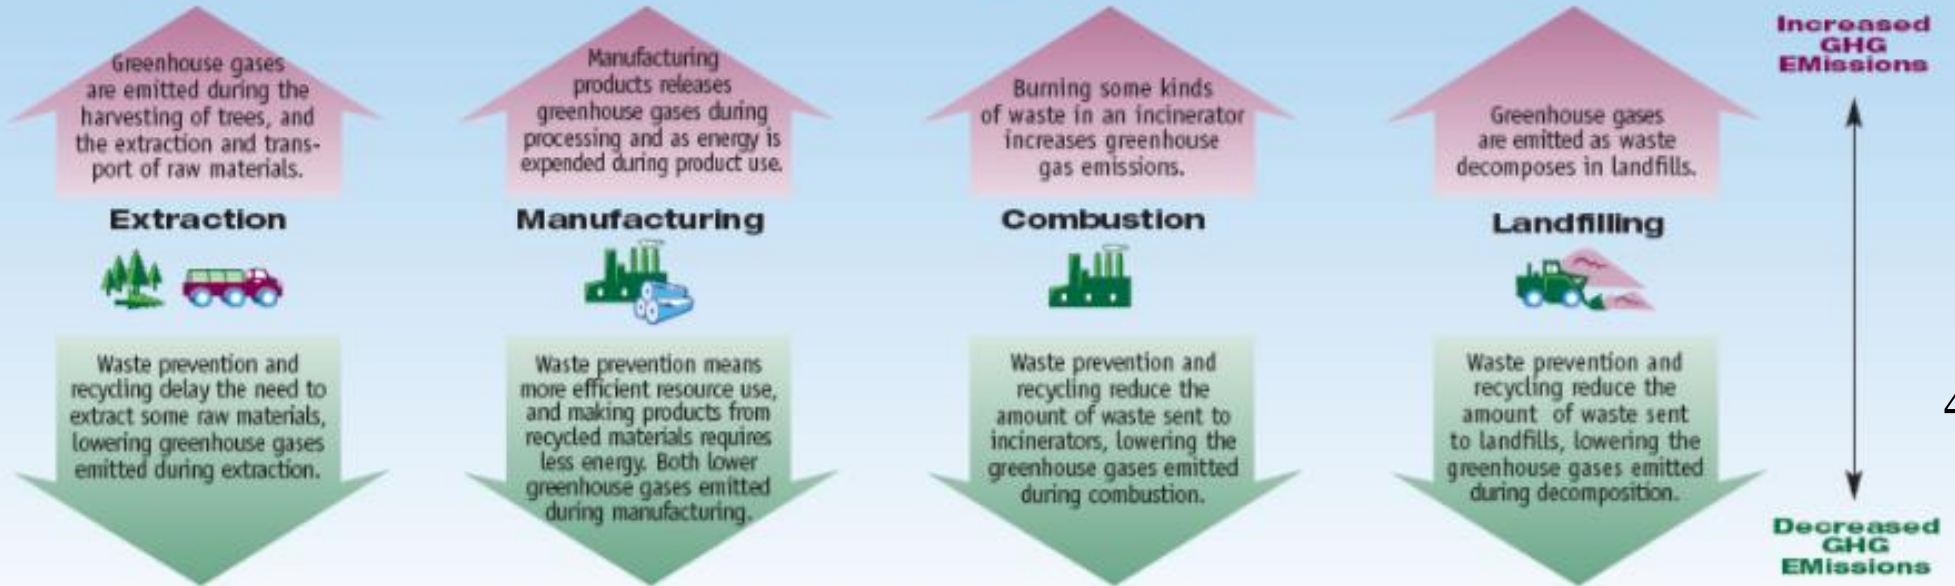 Greenhouse gases
are emitted during the
harvesting of trees, and
the extraction and trans-
port of raw materials.
Extraction
Waste prevention and
recycling delay the need to
extract some raw materials,
lowering greenhouse gases
emitted during extraction.
Manufacturing
products releases
greenhouse gases during
processing and as energy is
expended during product use.
Manufacturing
Waste prevention means
more efficient resource use,
and making products from
recycled materials requires
less energy. Both lower
greenhouse gases emitted
during manufacturing.
Burning some kinds
of waste in an incinerator
increases greenhouse
gas emissions.
Combustion
Waste prevention and
recycling reduce the
amount of waste sent to
incinerators, lowering the
greenhouse gases emitted
during combustion.
Greenhouse gases
are emitted as waste
decomposes in landfills.
Landfilling
Waste prevention and
recycling reduce the
amount of waste sent
to landfills, lowering the
greenhouse gases emitted
during decomposition.
Increased
GHG
EMissions
Decreased
GHG
EMissions